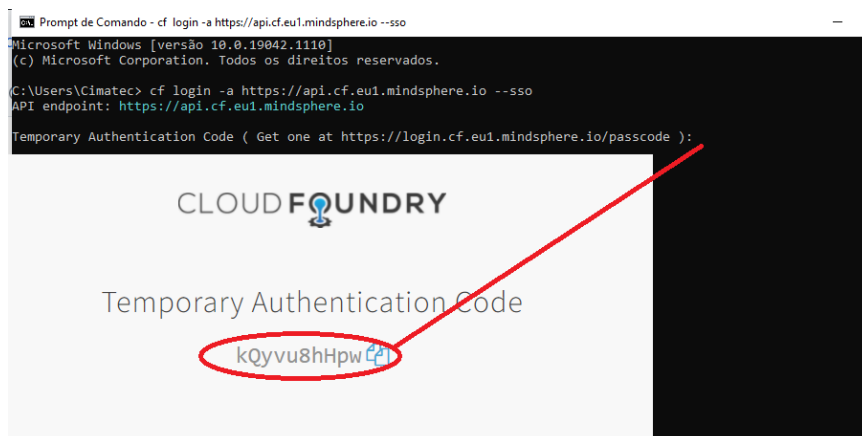 Prompt de Comando - cf login -a https://api.cf.eu1.mindsphere.io --sso
Microsoft Windows [versão 10.0.19042.1110]
(c) Microsoft Corporation. Todos os direitos reservados.
C:\Users\Cimatec> cf login -a https://api.cf.eu1.mindsphere.io --sso
API endpoint: https://api.cf.eu1.mindsphere.io
Temporary Authentication Code ( Get one at https://login.cf.eu1.mindsphere.io/passcode ):
CLOUD FOUNDRY
Temporary Authentication Code
kQyvu8hHpw